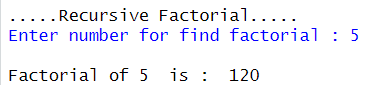 .....Recursive Factorial.....
Enter number for find factorial : 5
Factorial of 5  is :  120